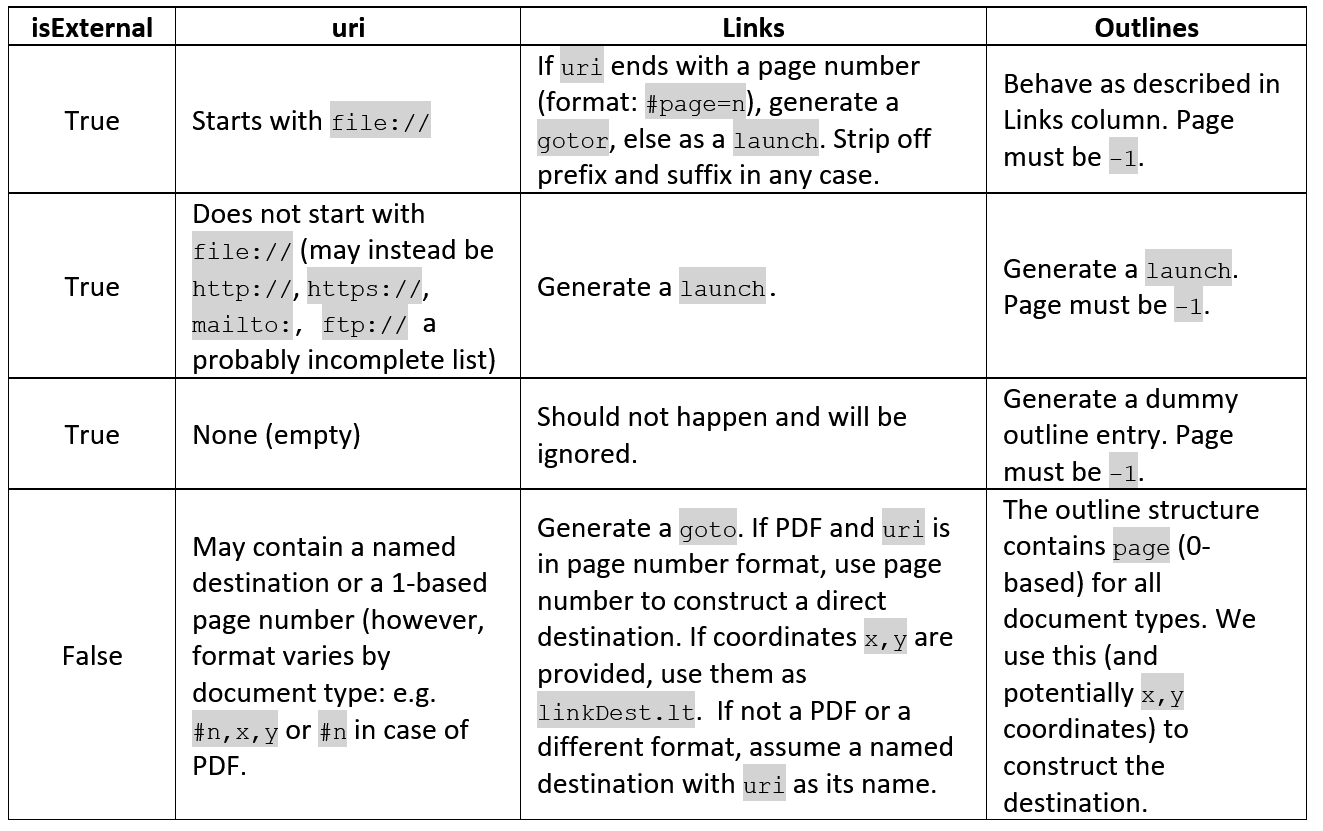 isExternal uri Links Outlines
True
Starts with file://
If uri ends with a page number
(format: #page=n), generate a
gotor, else as a launch. Strip off
prefix and suffix in any case.
Behave as described in
Links column. Page
must be -1.
True
Does not start with
file:// (may instead be
http://, https://,
mailto:, ftp:// a
probably incomplete list)
Generate a launch.
Generate a launch.
Page must be -1.
True
None (empty)
Should not happen and will be
ignored.
Generate a dummy
outline entry. Page
must be -1.
False
May contain a named
destination or a 1-based
page number (however,
format varies by
document type: e.g.
#n,x,y or #n in case of
PDF.
Generate a goto. If PDF and uri is
in page number format, use page
number to construct a direct
destination. If coordinates x,y are
provided, use them as
linkDest.lt. If not a PDF or a
different format, assume a named
destination with uri as its name.
The outline structure
contains page (0-
based) for all
document types. We
use this (and
potentially x,y
coordinates) to
construct the
destination.